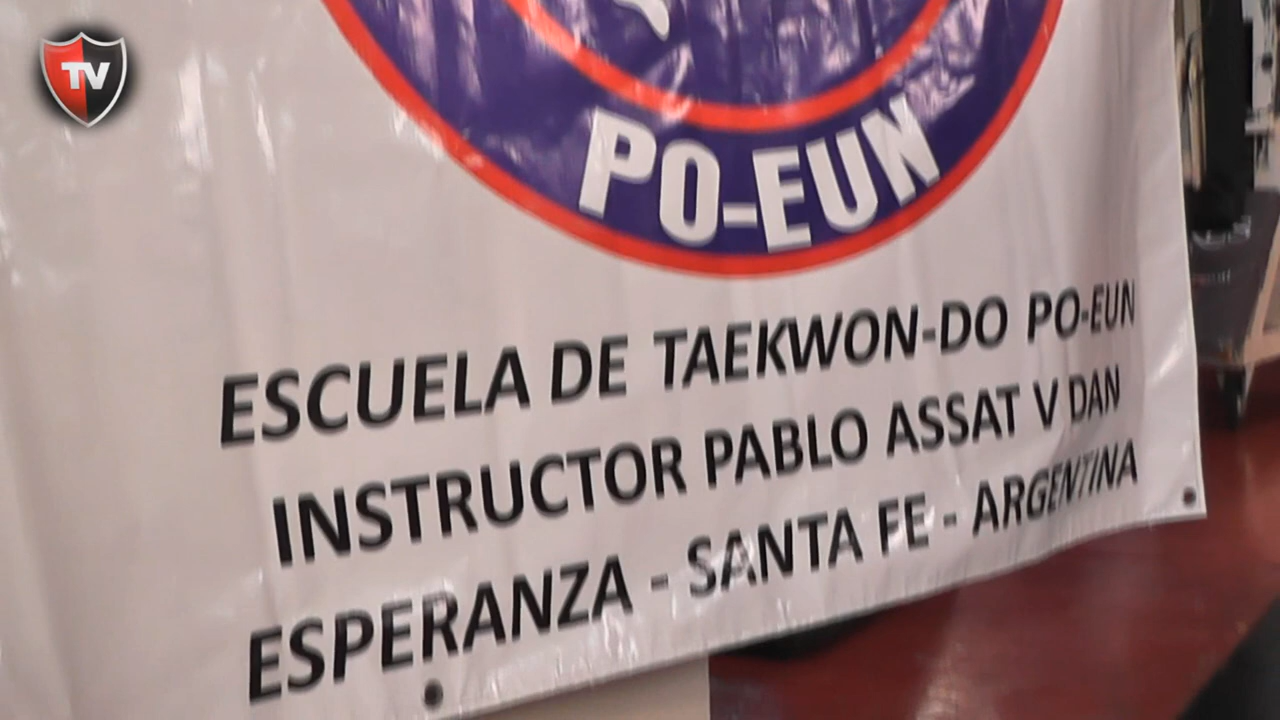 TV
PO-EUN
ESCUELA DE TAEKWON-DO PO-EUN
INSTRUCTOR PABLO ASSAT V DAN
ESPERANZA - SANTA FE - ARGENTINA